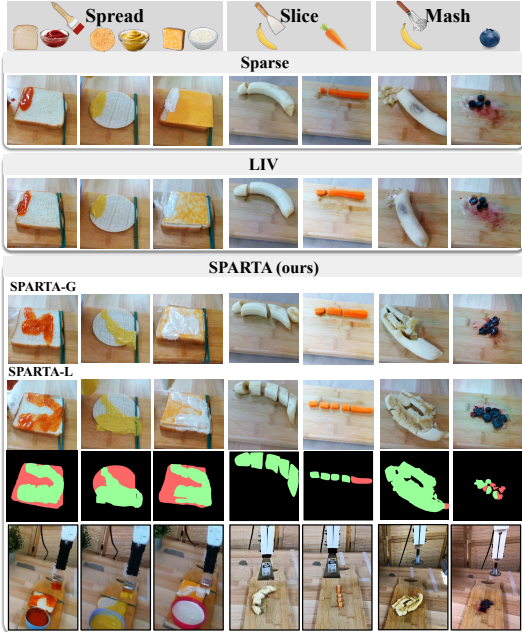 Spread
Slice
Mash
Sparse
LIV
SPARTA (ours)
SPARTA-G
SPARTA-L